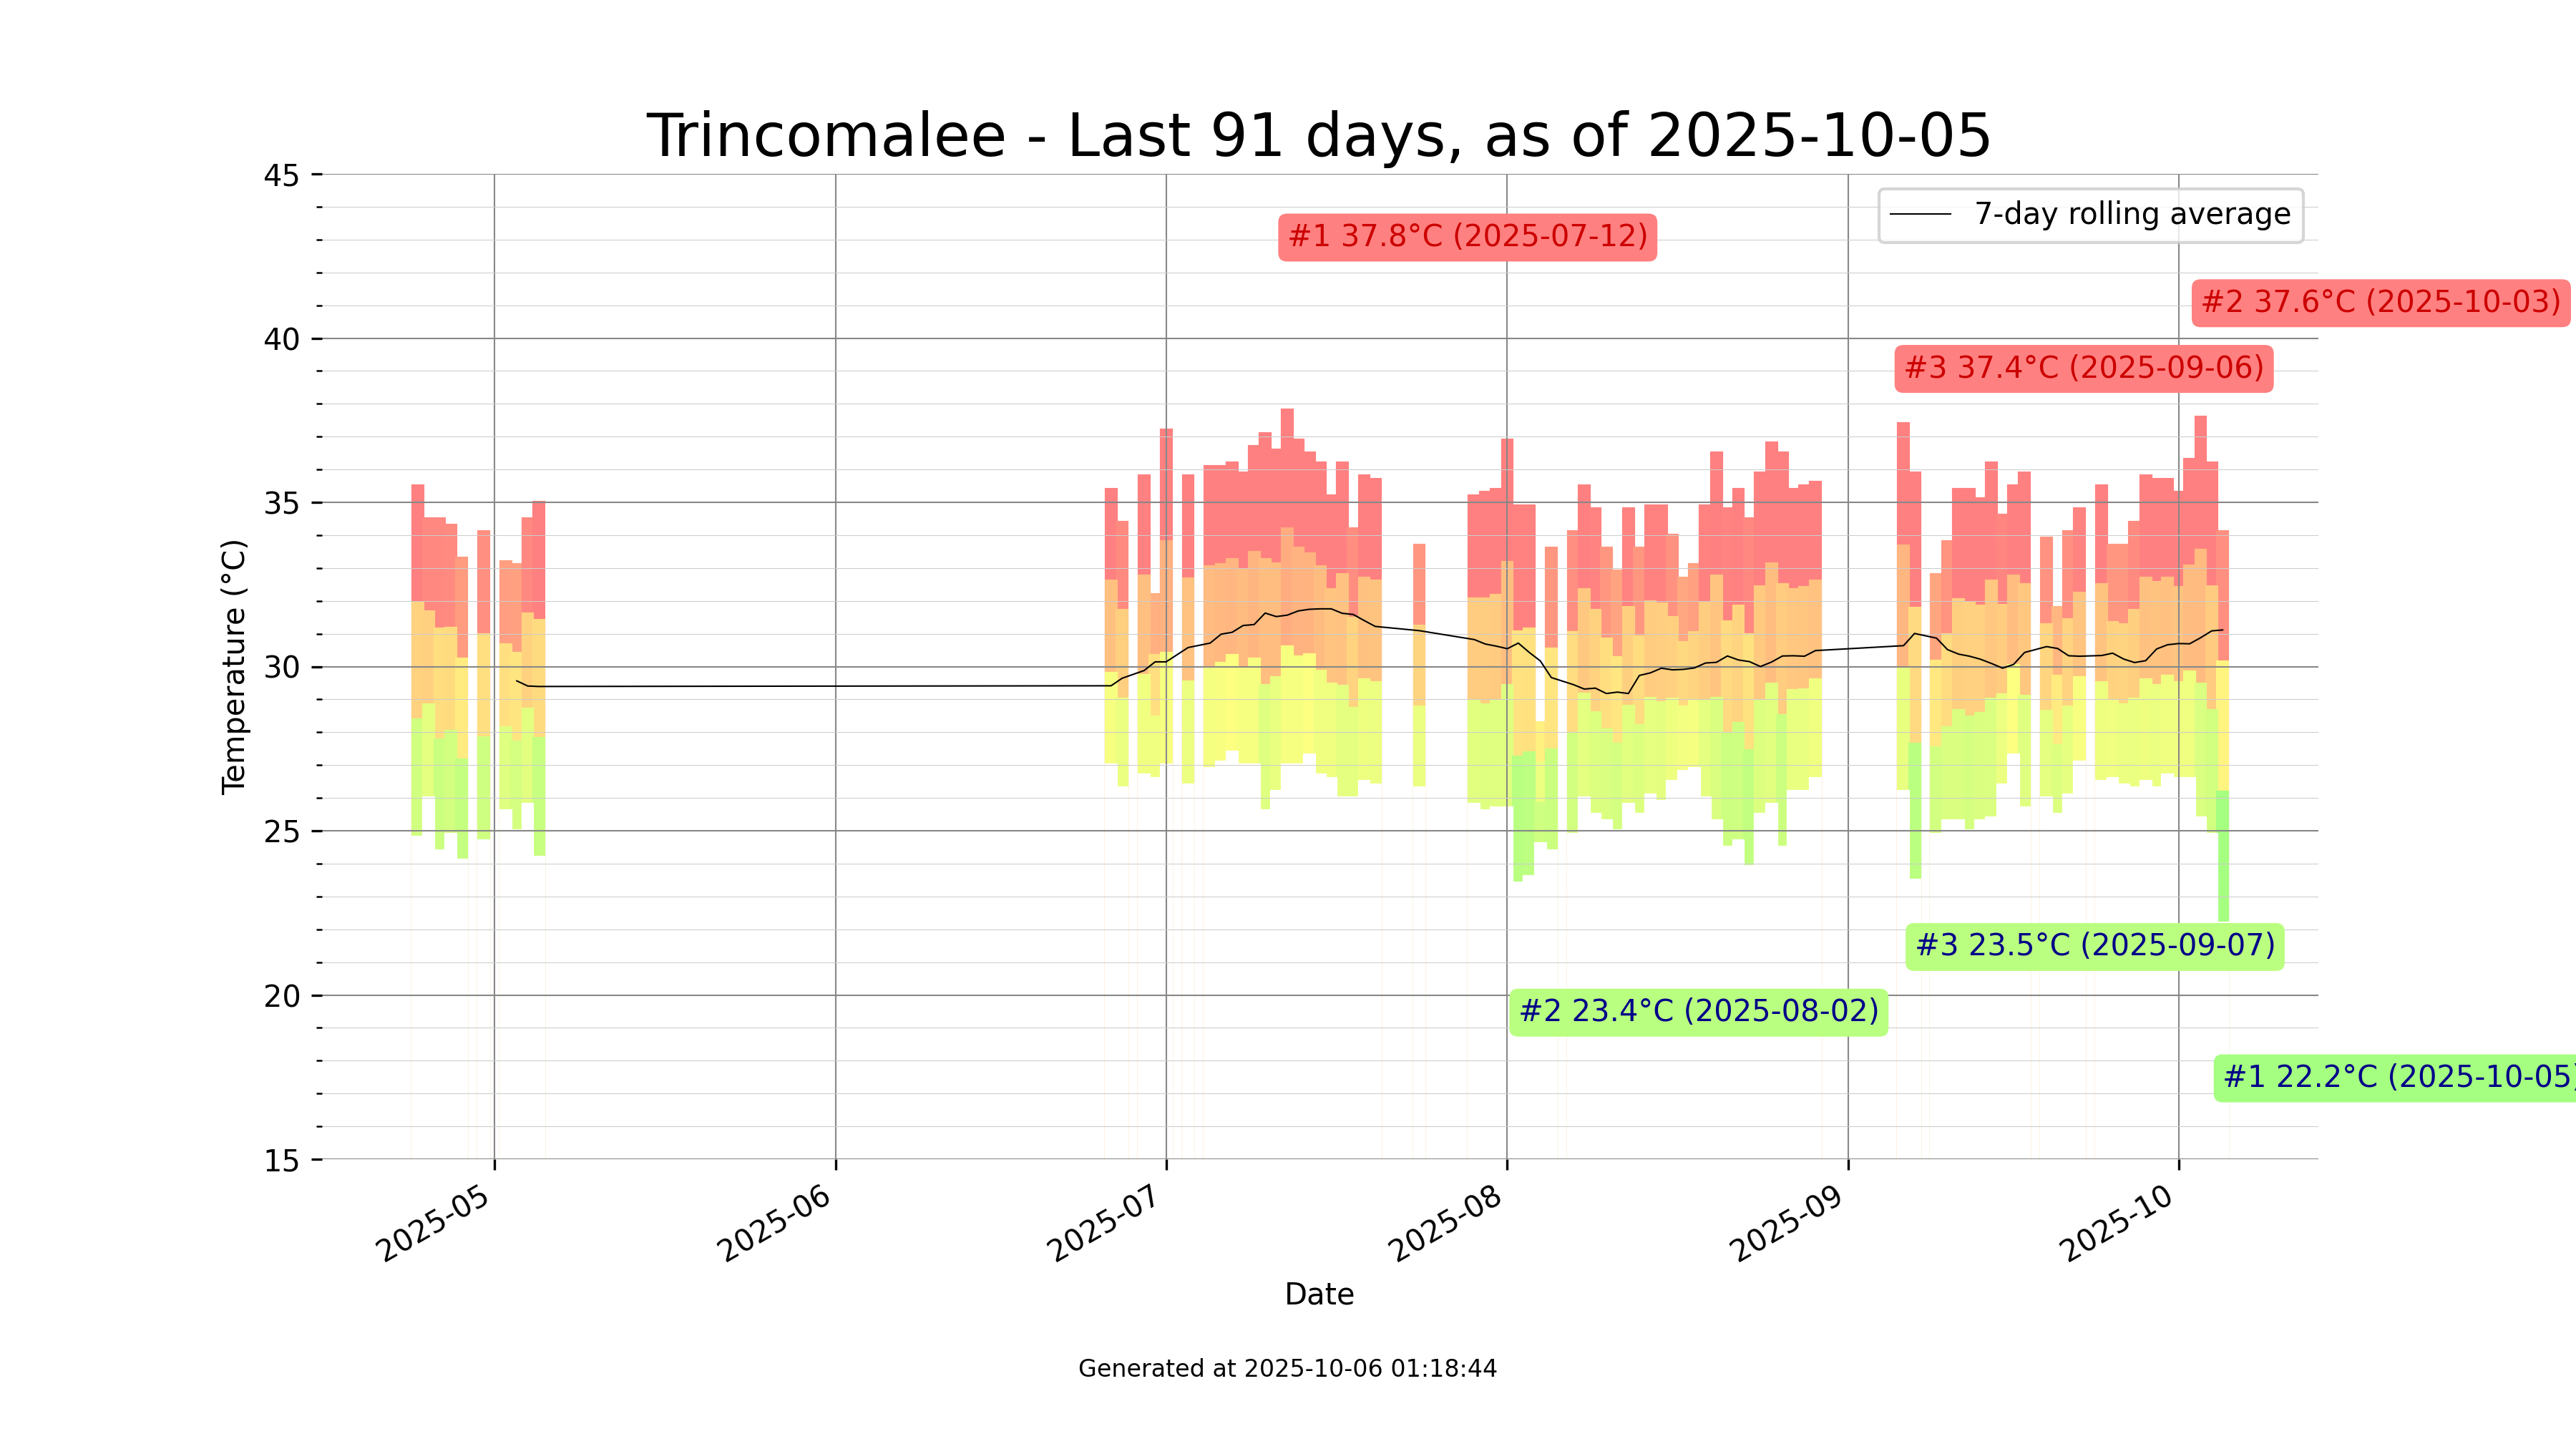 Trincomalee - Last 91 days, as of 2025-10-05
7-day rolling average
#1 37.8°C (2025-07-12)
#2 37.6°C (2025-10-03)
#3 37.4°C (2025-09-06)
#3 23.5°C (2025-09-07)
#2 23.4°C (2025-08-02)
#1 22.2°C (2025-10-05)
Temperature (°C)
45
40
35
30
25
20
15
2025-05
2025-06
2025-07
2025-08
2025-09
2025-10
Date
Generated at 2025-10-06 01:18:44